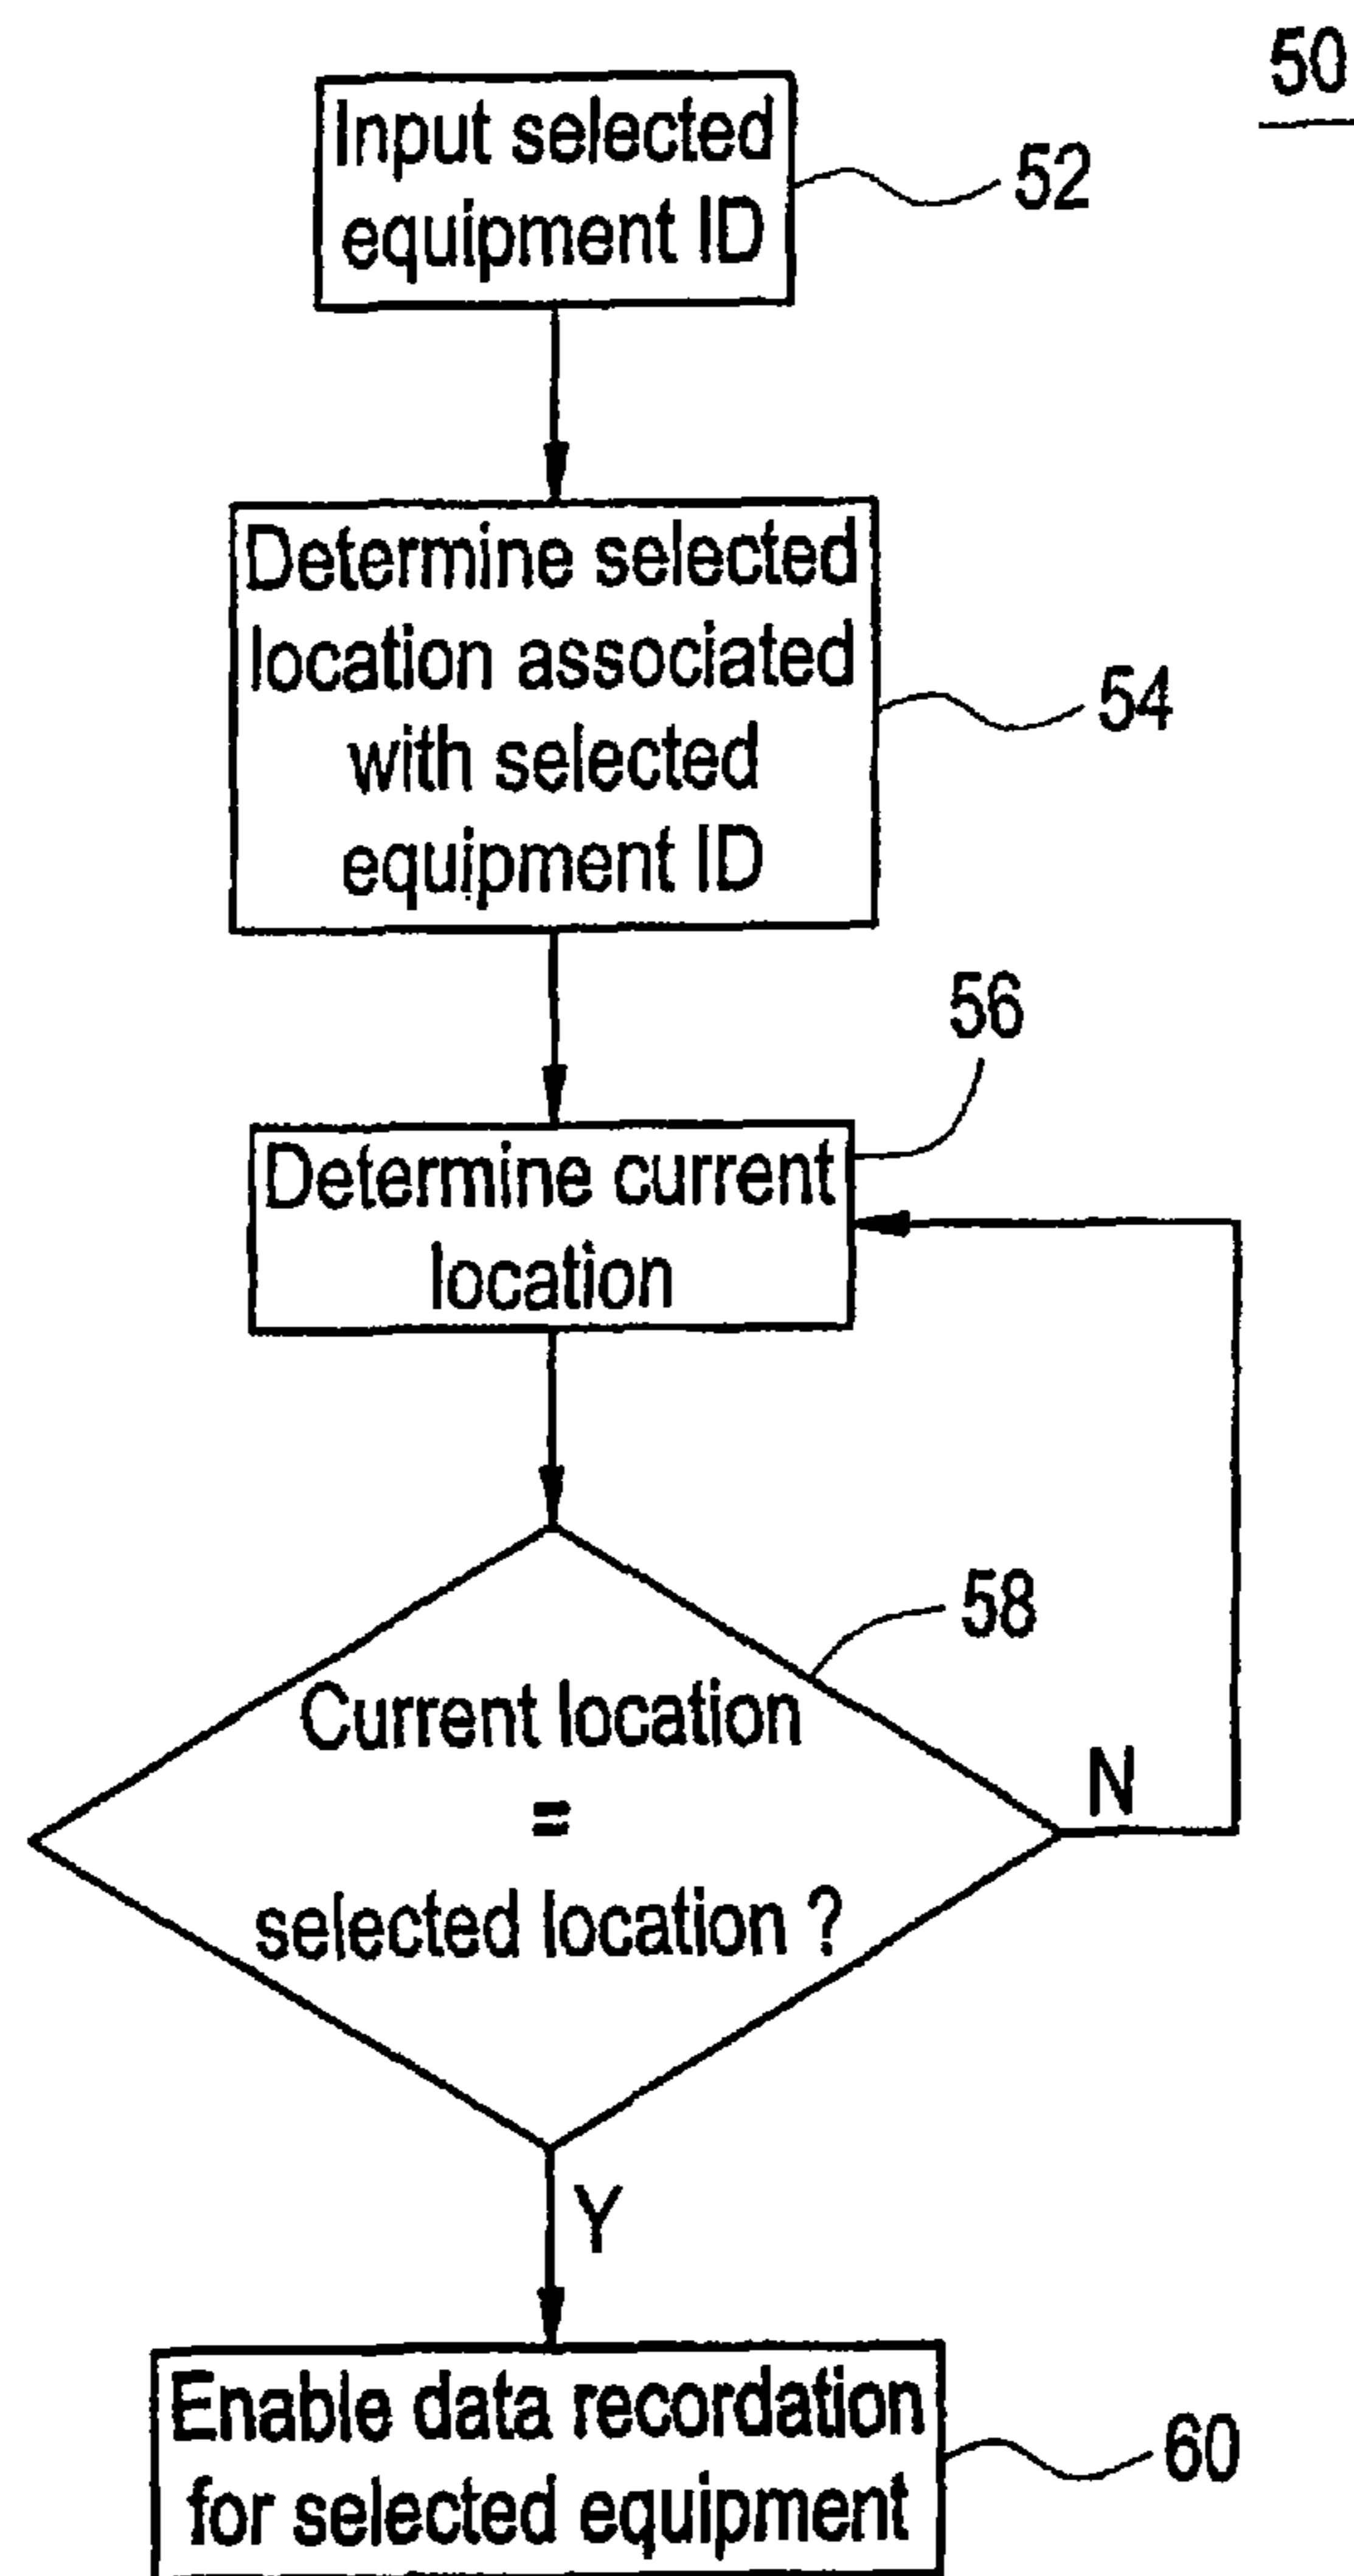 50
Input selected
equipment ID
52
Determine selected
location associated
with selected
equipment ID
54
56
Determine current
location
58
Current location
=
selected location ?
N
Y
Enable data recordation
for selected equipment
60